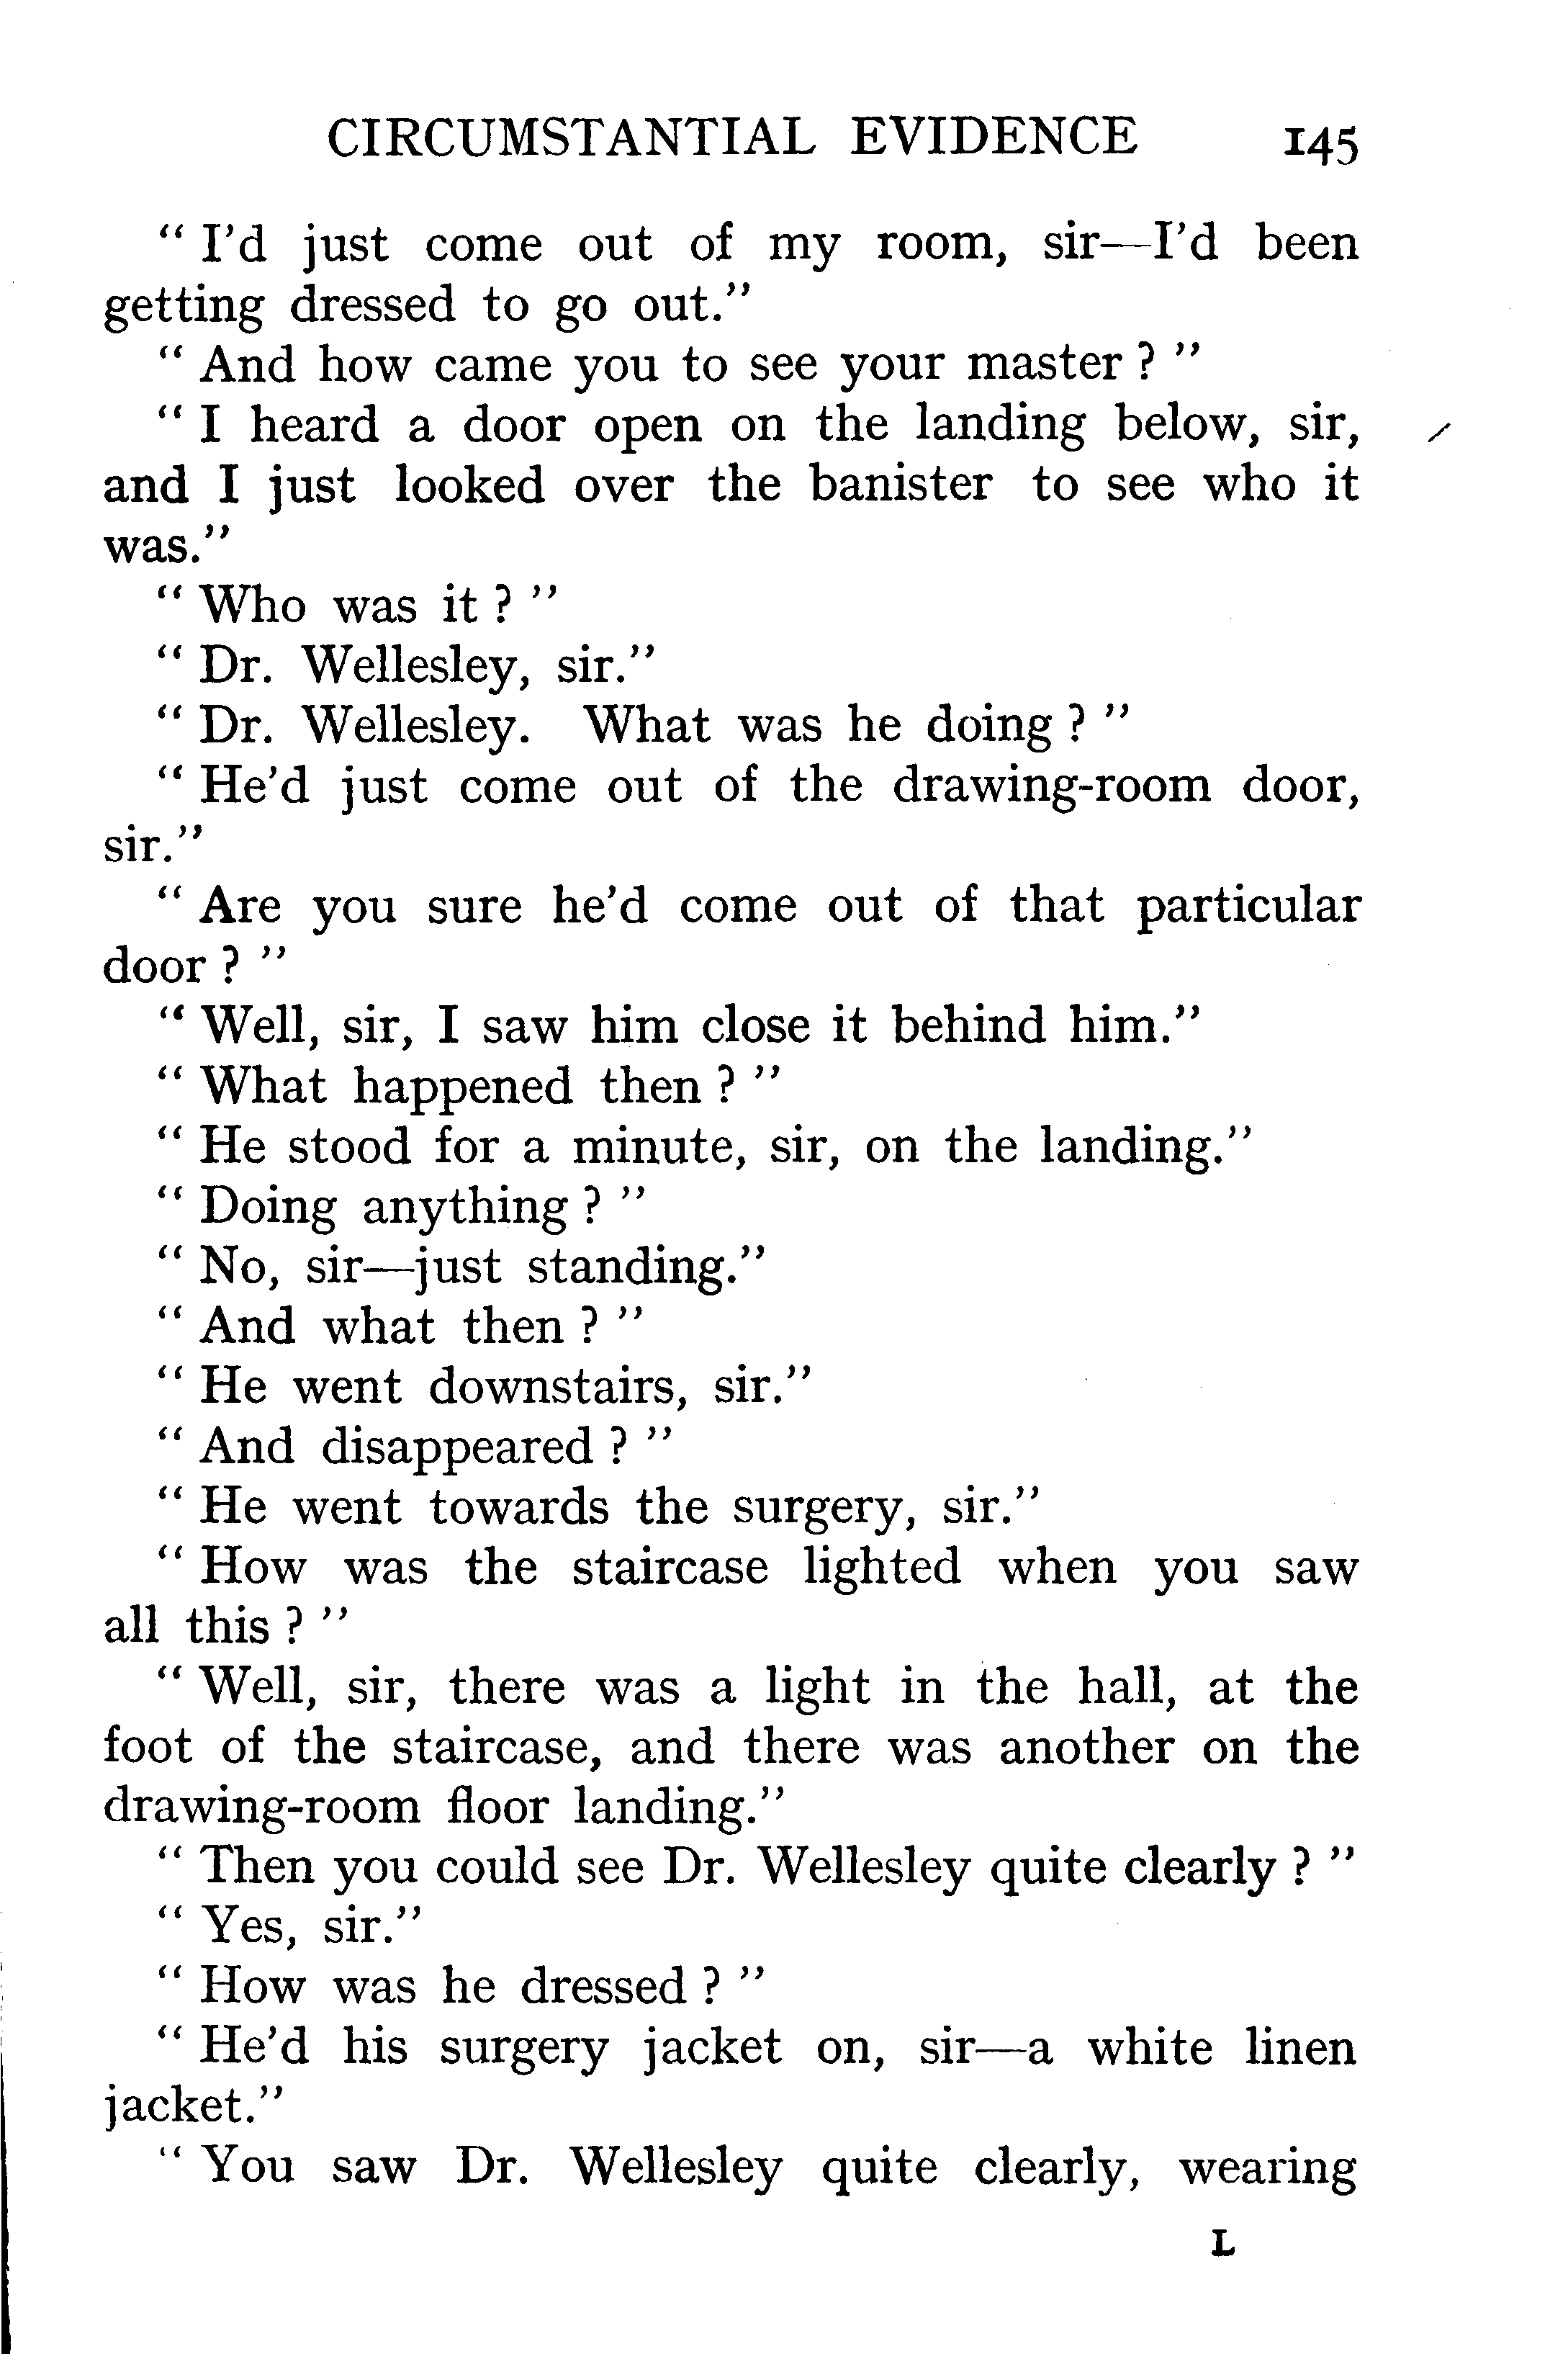 CIRCUMSTANTIAL EVIDENCE 145
“ I’d just come out of my room, sir—I’d been
getting dressed to go out.”
“ And how came you to see your master ? ”
“ I heard a door open on the landing below, sir,
and I just looked over the banister to see who it
was.”
“ Who was it ? ”
“ Dr. Wellesley, sir.”
“ Dr. Wellesley. What was he doing ? ”
“ He’d just come out of the drawing-room door,
sir.”
“ Are you sure he’d come out of that particular
door ? ”
“ Well, sir, I saw him close it behind him.”
“ What happened then ? ”
“ He stood for a minute, sir, on the landing.”
“ Doing anything ? ”
“ No, sir—just standing.”
“ And what then ? ”
“ He went downstairs, sir.”
“ And disappeared ? ”
“ He went towards the surgery, sir.”
“ How was the staircase lighted when you saw
all this ? ”
“ Well, sir, there was a light in the hall, at the
foot of the staircase, and there was another on the
drawing-room floor landing.”
“ Then you could see Dr. Wellesley quite clearly ? ”
“ Yes, sir.”
“ How was he dressed ? ”
“ He’d his surgery jacket on, sir—a white linen
jacket.”
“ You saw Dr. Wellesley quite clearly, wearing
L